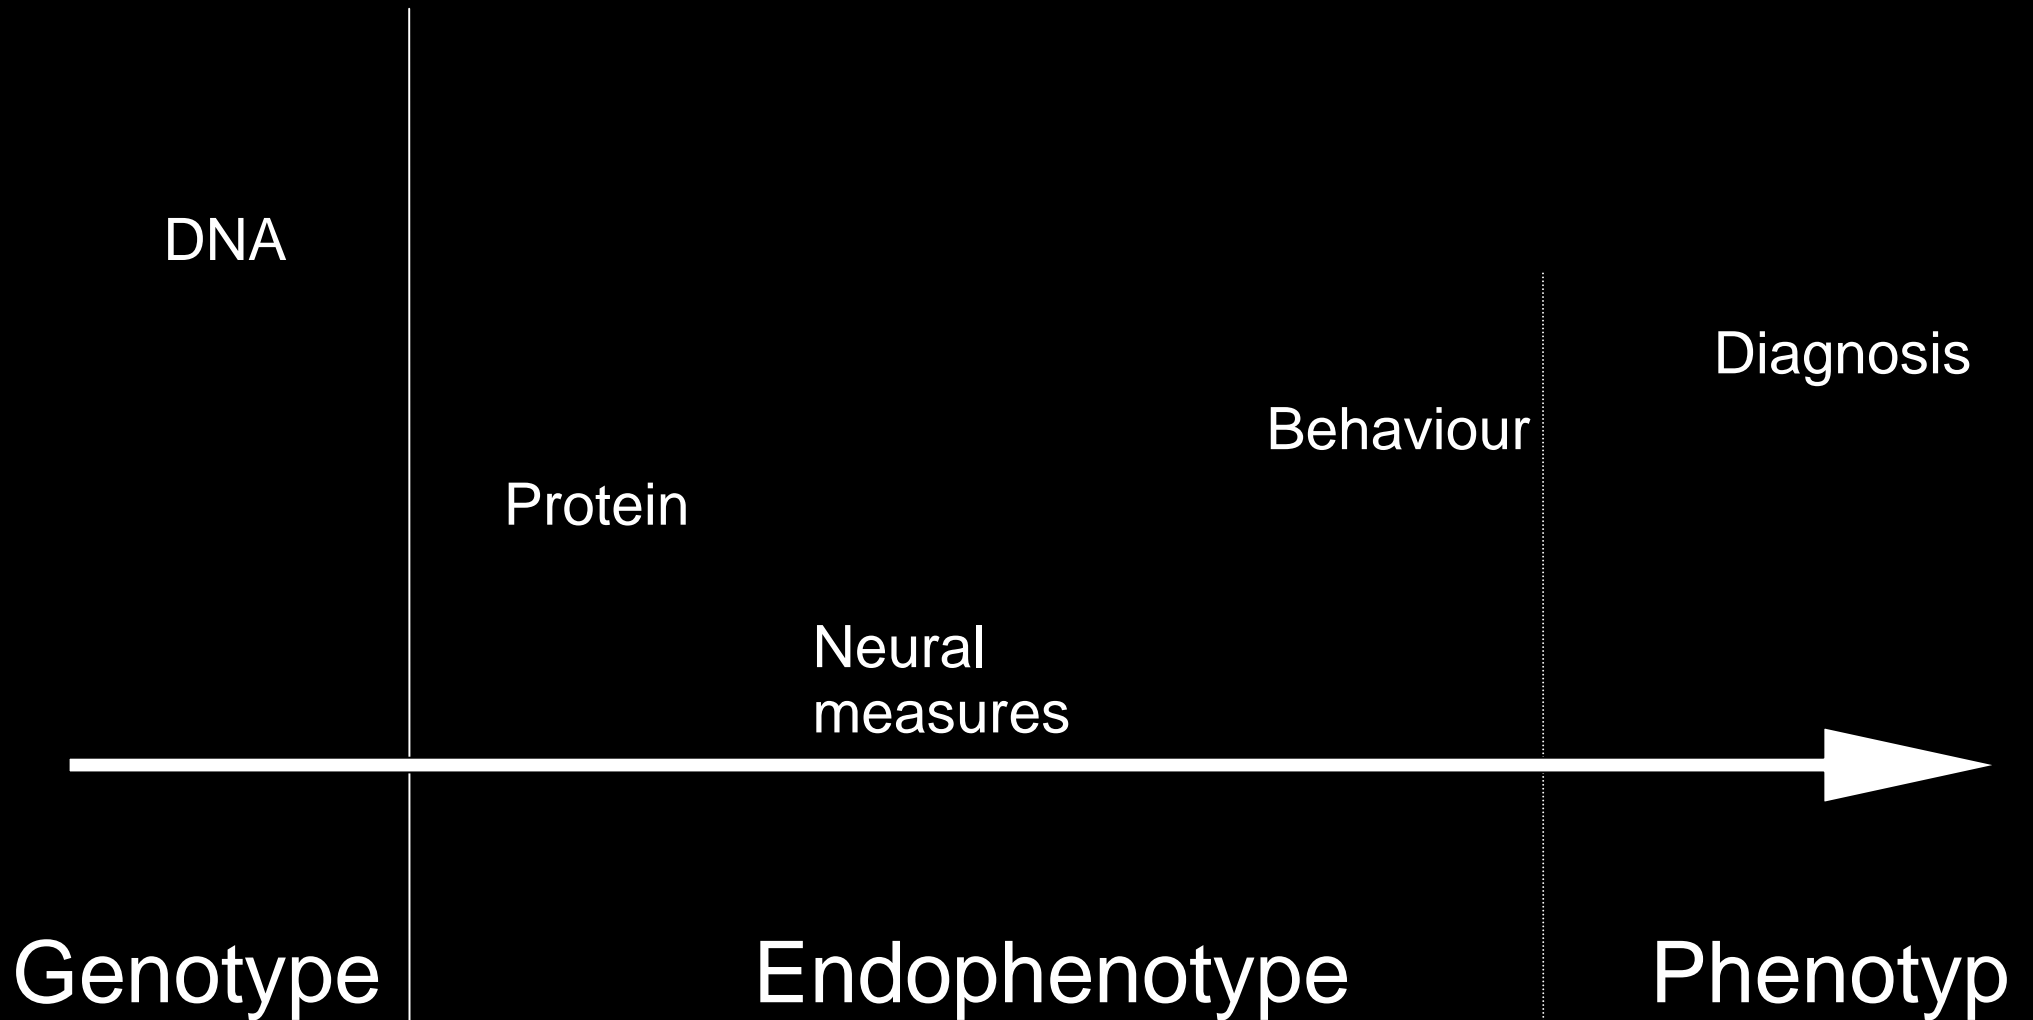 DNA
Diagnosis
Behaviour
Protein
Neural
measures
Genotype
Endophenotype
Phenotyp